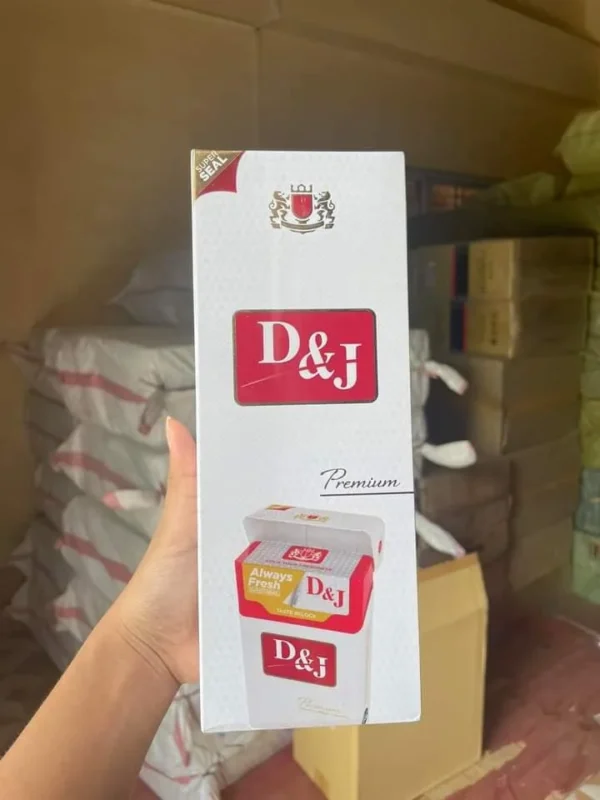 SUPER
SEAL
D&J
Premium
Always
Fresh
D&J
D&J